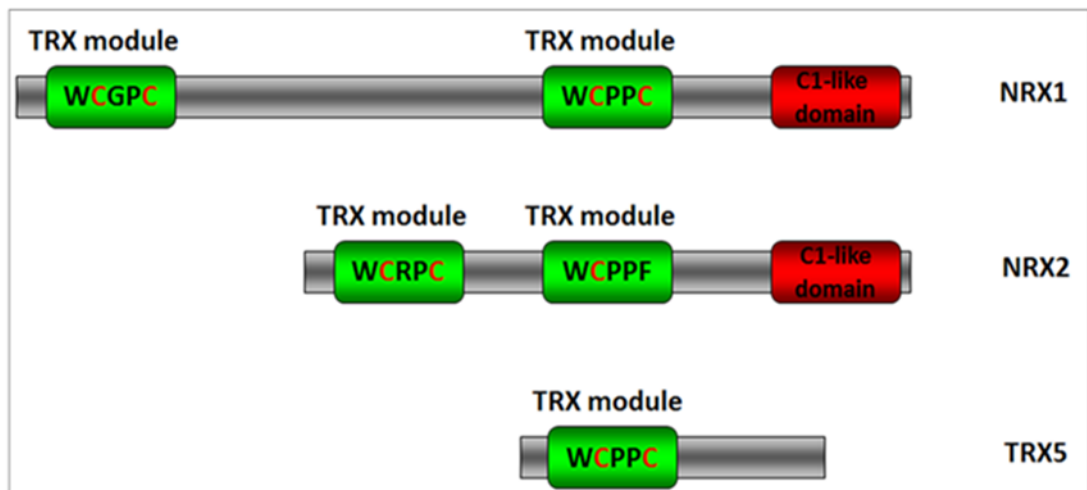 TRX module TRX module
WCGPC WCPPC C1-like domain NRX1
TRX module TRX module
WCRPC WCPPF C1-like domain NRX2
TRX module
WCPPC TRX5